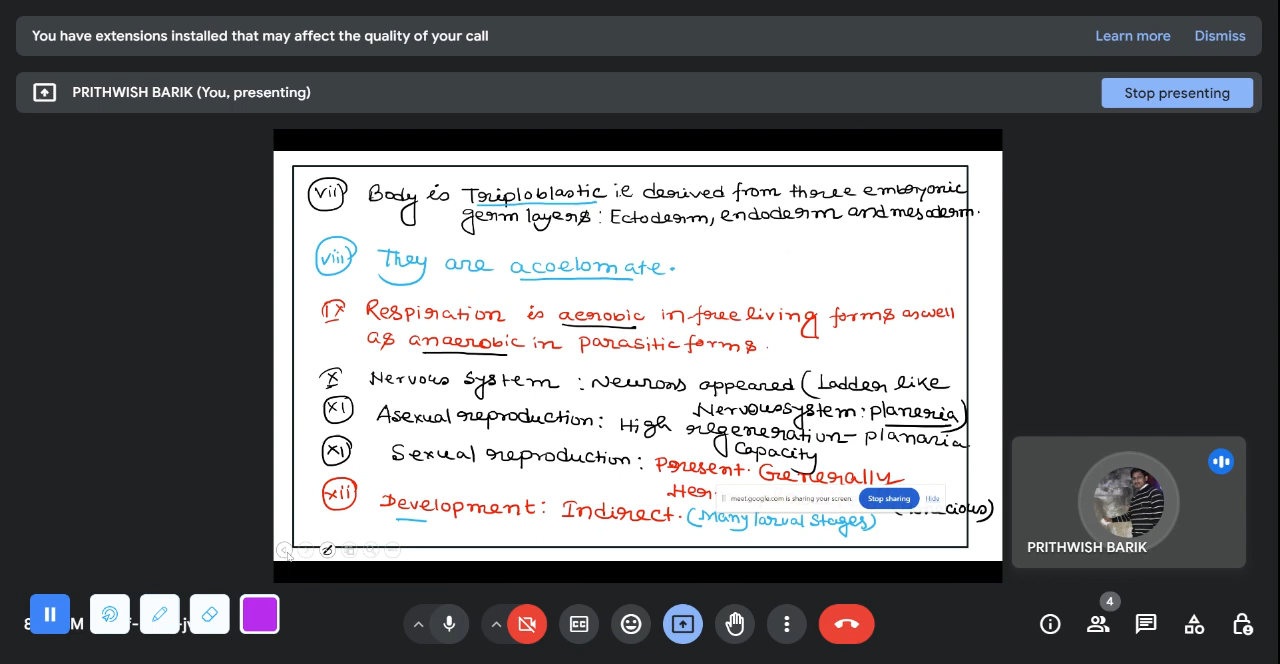 You have extensions installed that may affect the quality of your call
Learn more
Dismiss
PRITHWISH BARIK (You, presenting)
Stop presenting
vii Body is Triploblastic i.e derived from three embryonic
germ layers : Ectoderm, endoderm and mesoderm.
viii They are acoelomate.
IX Respiration is aerobic in free living forms as well
as anaerobic in parasitic forms.
X Nervous system : Neurons appeared (Ladder like
Nervous system : planeria)
XI Asexual reproduction : High regeneration- planaria
Capacity
XI Sexual reproduction : Present. Generally
Her
meet.google.com is sharing your screen.
Stop sharing
Hide
xii Development : Indirect. (Many larval stages)
PRITHWISH BARIK
4